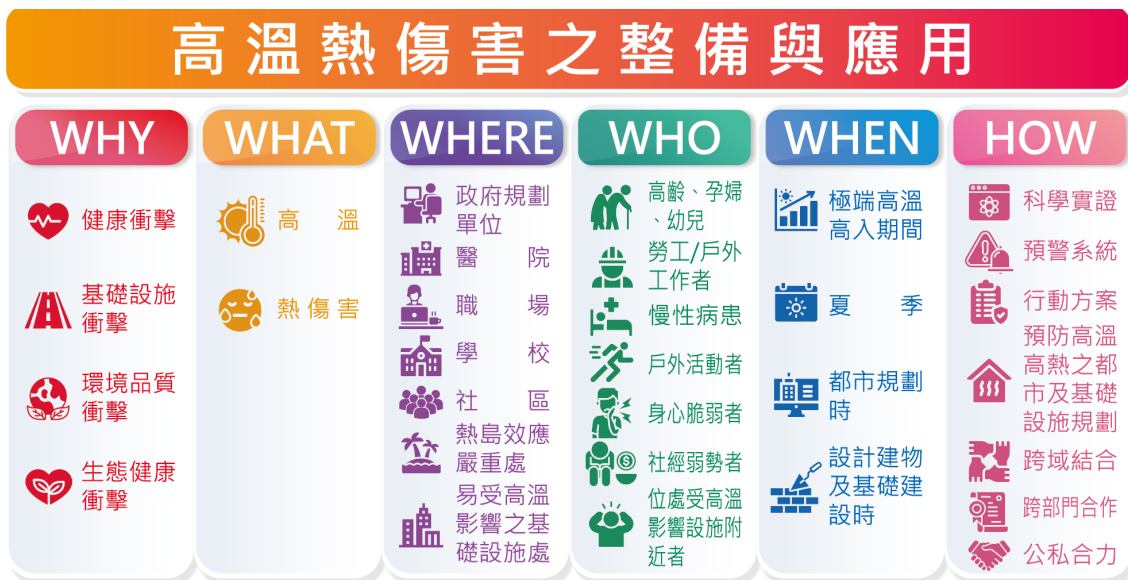 高溫熱傷害之整備與應用
WHY
健康衝擊
基礎設施
衝擊
環境品質
衝擊
生態健康
衝擊
WHAT
高溫
熱傷害
WHERE
政府規劃
單位
醫院
職場
學校
社區
熱島效應
嚴重處
易受高溫
影響之基
礎設施處
WHO
高齡、孕婦
、幼兒
勞工/戶外
工作者
慢性病患
戶外活動者
身心脆弱者
社經弱勢者
位處受高溫
影響設施附
近者
WHEN
極端高溫
高入期間
夏季
都市規劃
時
設計建物
及基礎建
設時
HOW
科學實證
預警系統
行動方案
預防高溫
高熱之都
市及基礎
設施規劃
跨域結合
跨部門合作
公私合力